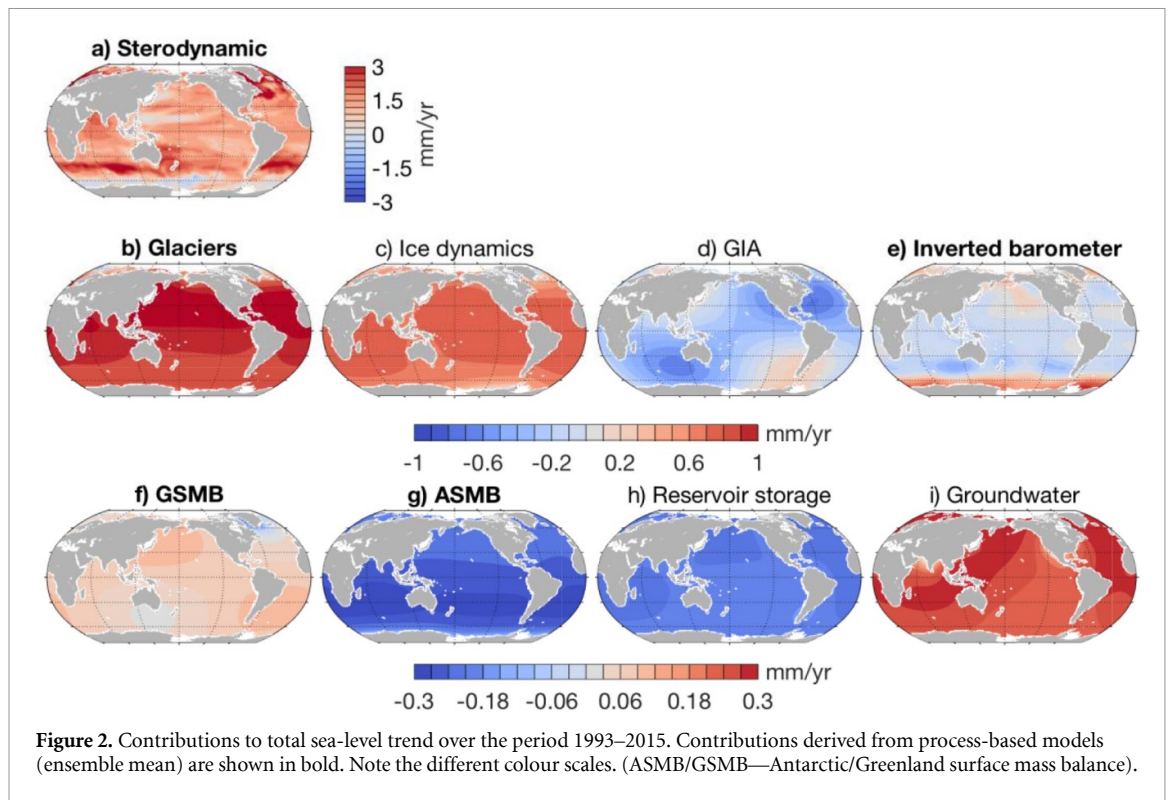 a) Sterodynamic
3
1.5
0
-1.5
-3
mm/yr
b) Glaciers
c) Ice dynamics
d) GIA
e) Inverted barometer
mm/yr
-1 -0.6 -0.2 0.2 0.6 1
f) GSMB
g) ASMB
h) Reservoir storage
i) Groundwater
mm/yr
-0.3 -0.18 -0.06 0.06 0.18 0.3
Figure 2. Contributions to total sea-level trend over the period 1993–2015. Contributions derived from process-based models
(ensemble mean) are shown in bold. Note the different colour scales. (ASMB/GSMB—Antarctic/Greenland surface mass balance).